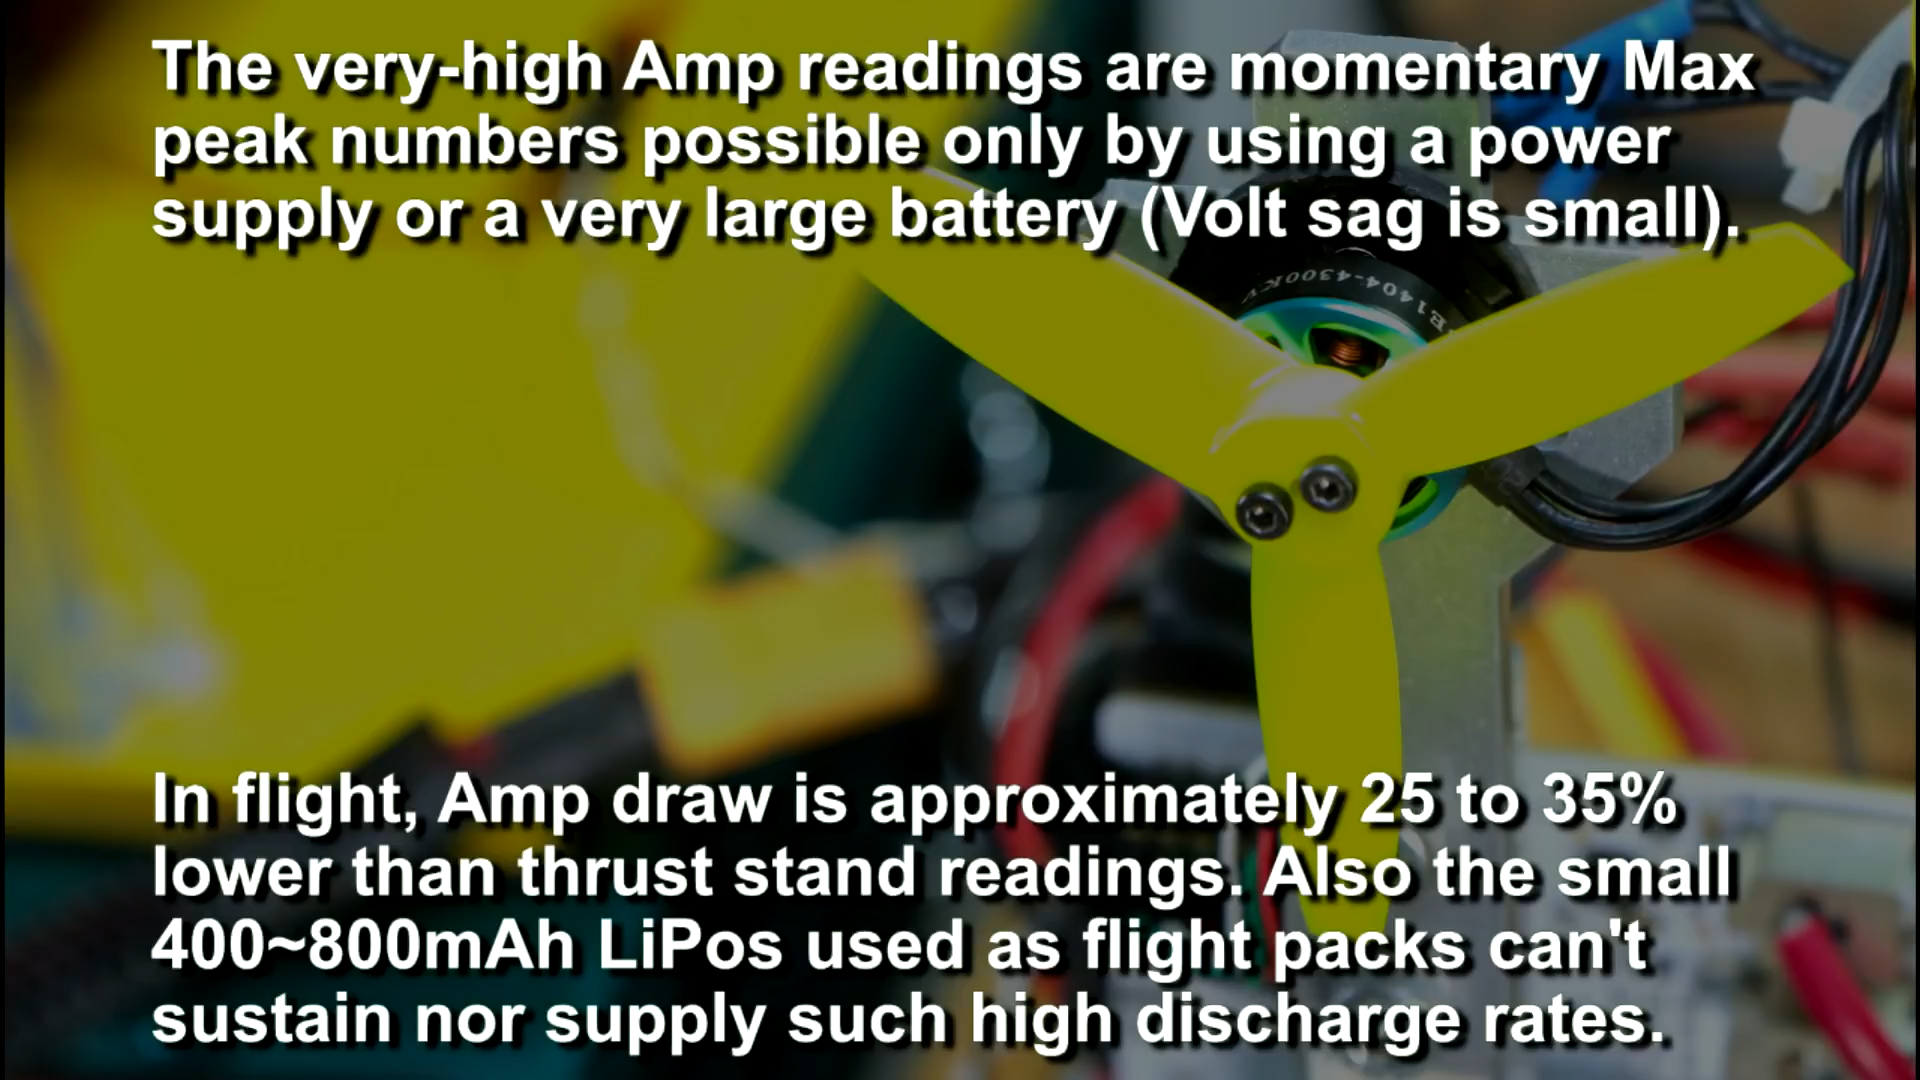 The very-high Amp readings are momentary Max
peak numbers possible only by using a power
supply or a very large battery (Volt sag is small).
E1404-4300KV
In flight, Amp draw is approximately 25 to 35%
lower than thrust stand readings. Also the small
400~800mAh LiPos used as flight packs can't
sustain nor supply such high discharge rates.